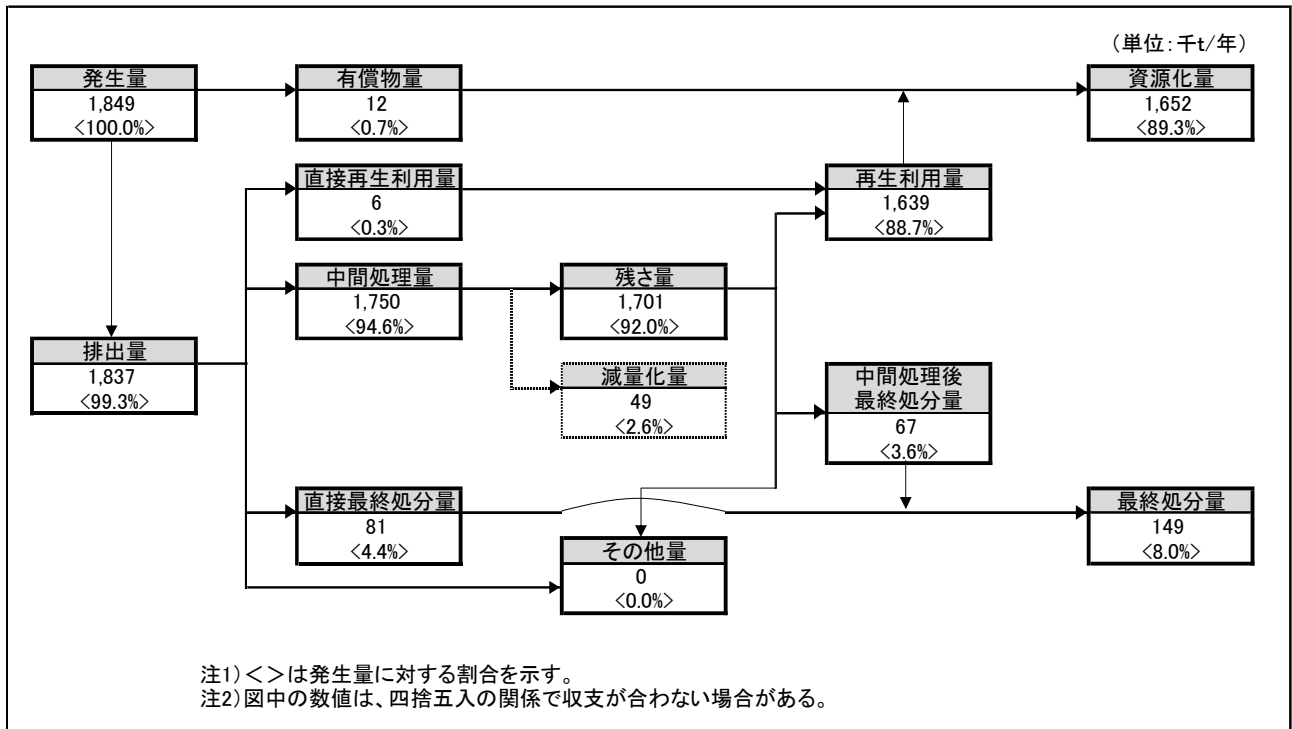 (単位:千t/年)
発生量
1,849
<100.0%>
有償物量
12
<0.7%>
資源化量
1,652
<89.3%>
直接再生利用量
6
<0.3%>
再生利用量
1,639
<88.7%>
中間処理量
1,750
<94.6%>
残さ量
1,701
<92.0%>
排出量
1,837
<99.3%>
減量化量
49
<2.6%>
中間処理後
最終処分量
67
<3.6%>
直接最終処分量
81
<4.4%>
最終処分量
149
<8.0%>
その他量
0
<0.0%>
注1)<>は発生量に対する割合を示す。
注2)図中の数値は、四捨五入の関係で収支が合わない場合がある。